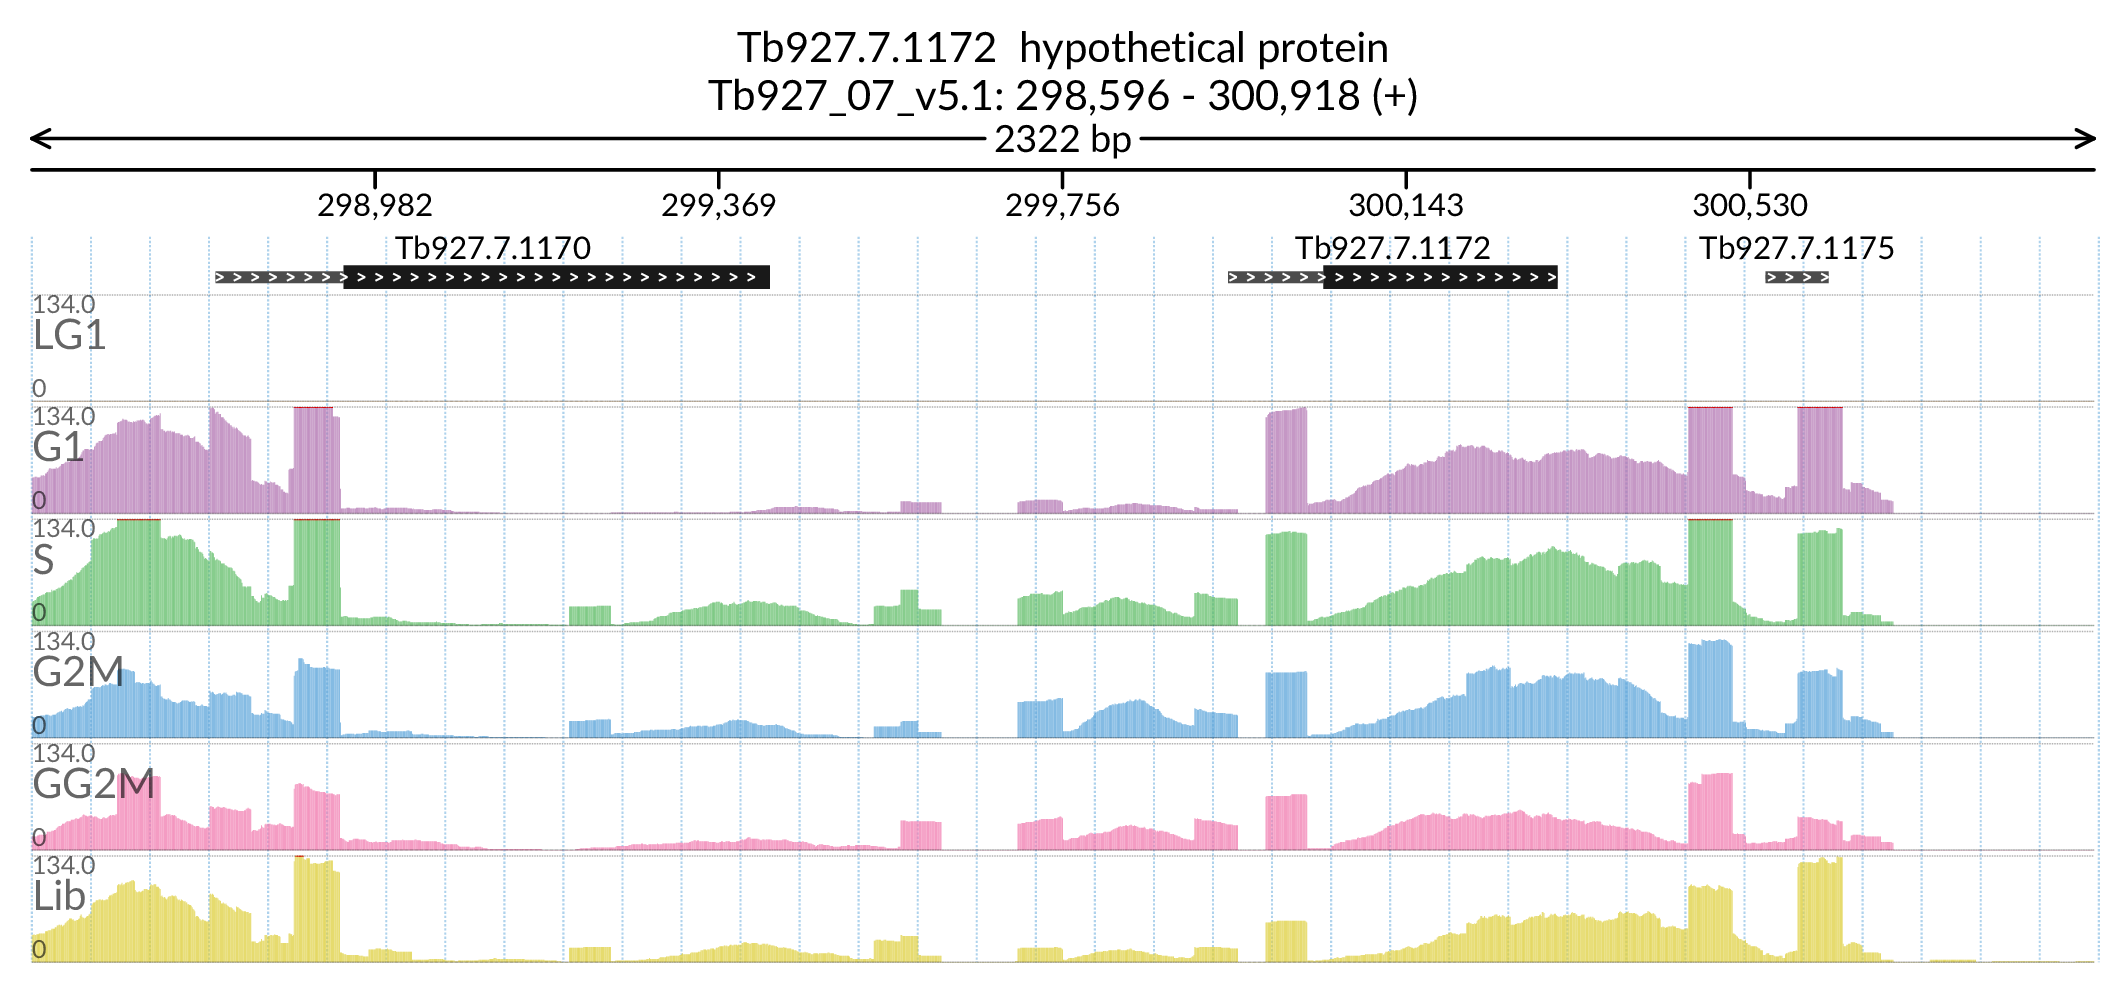 Tb927.7.1172  hypothetical protein
Tb927_07_v5.1: 298,596 - 300,918 (+)
2322 bp
298,982 299,369 299,756 300,143 300,530
Tb927.7.1170 Tb927.7.1172 Tb927.7.1175
134.0
LG1
0
134.0
G1
0
134.0
S
0
134.0
G2M
0
134.0
GG2M
0
134.0
Lib
0